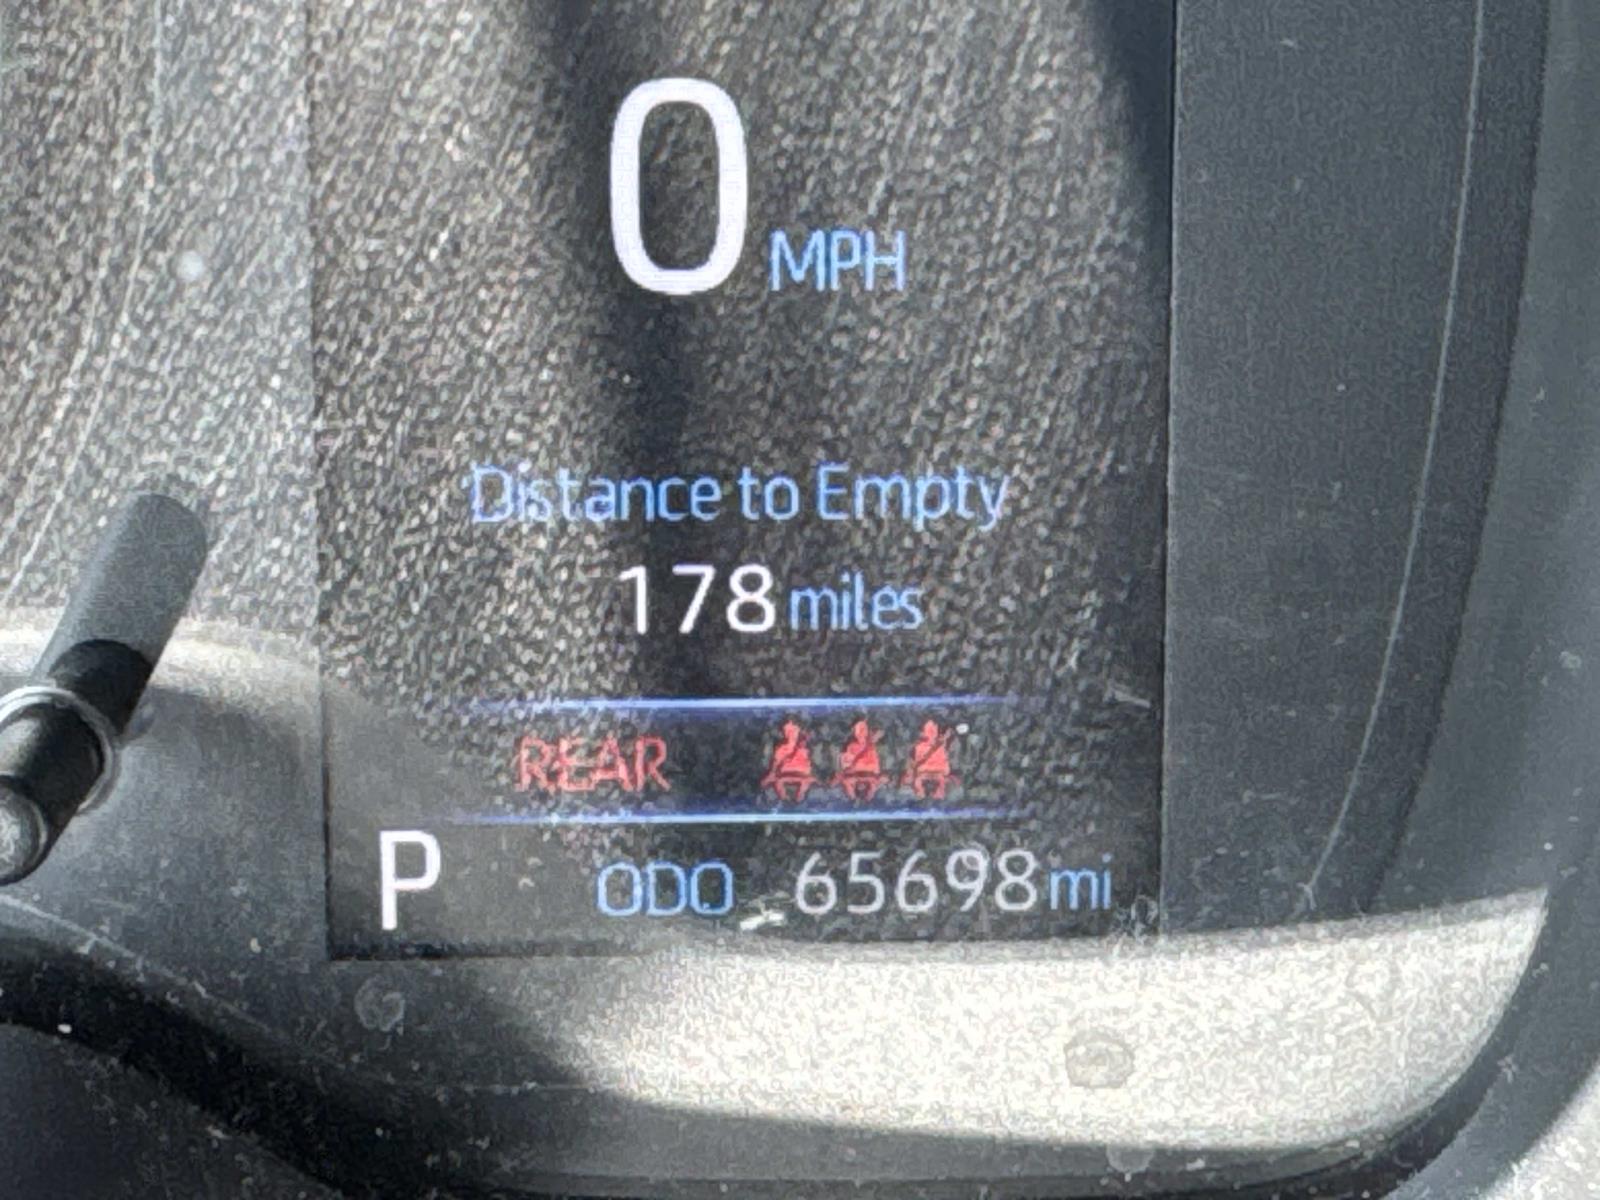 0 MPH
Distance to Empty
178 miles
REAR
P ODO 65698 mi